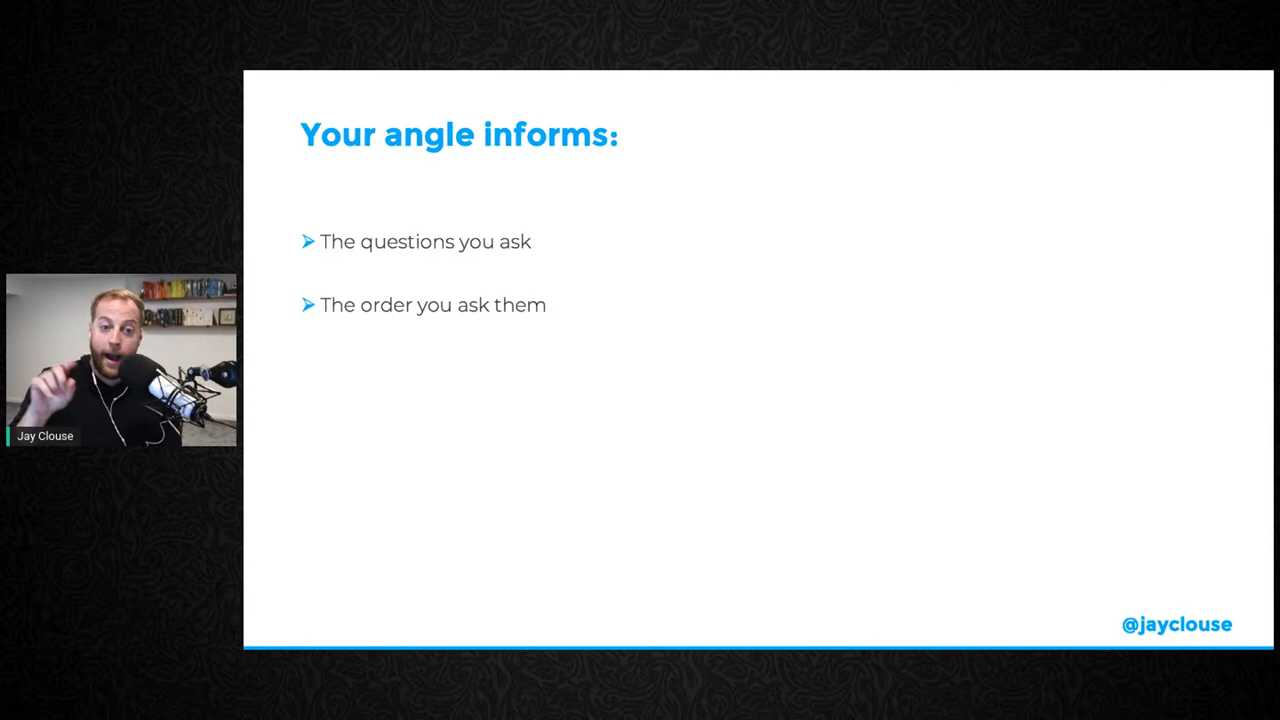 Your angle informs:
➢ The questions you ask
➢ The order you ask them
Jay Clouse
@jayclouse